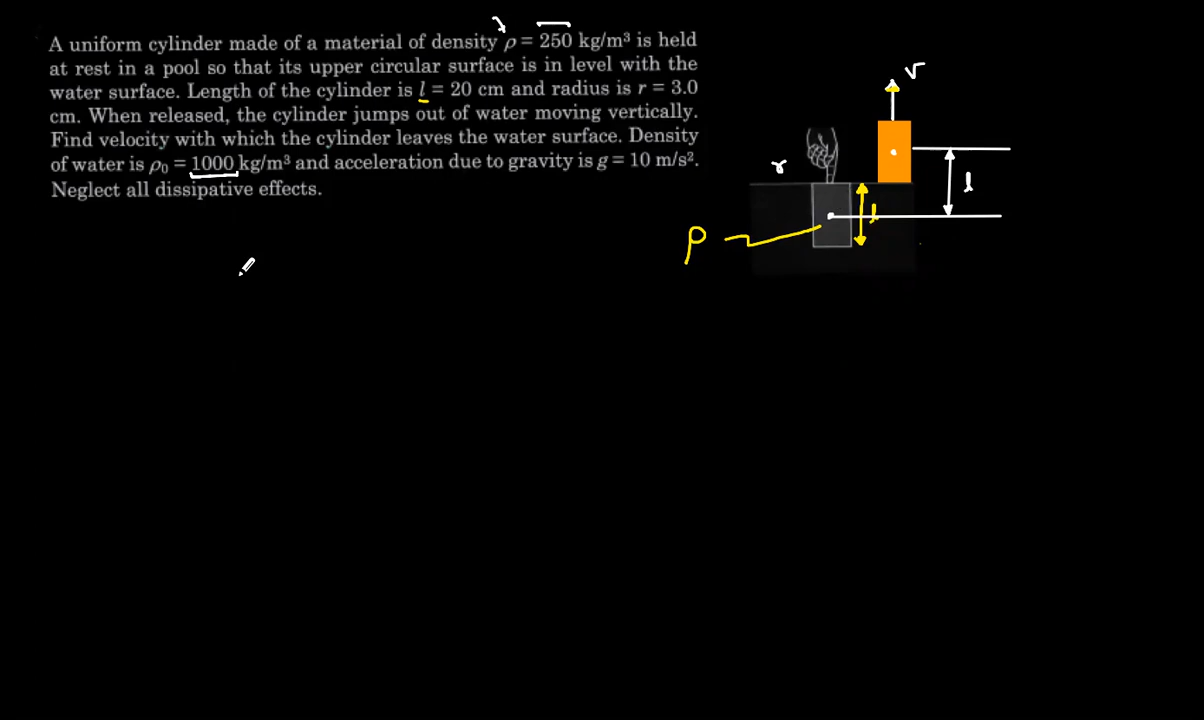 A uniform cylinder made of a material of density ρ = 250 kg/m³ is held
at rest in a pool so that its upper circular surface is in level with the
water surface. Length of the cylinder is l = 20 cm and radius is r = 3.0
cm. When released, the cylinder jumps out of water moving vertically.
Find velocity with which the cylinder leaves the water surface. Density
of water is ρ₀ = 1000 kg/m³ and acceleration due to gravity is g = 10 m/s².
Neglect all dissipative effects.
v
r
l
l
ρ